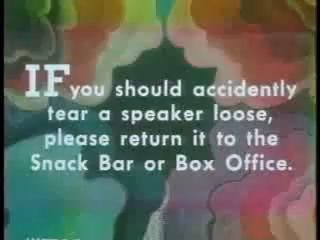 IF you should accidently
tear a speaker loose,
please return it to the
Snack Bar or Box Office.